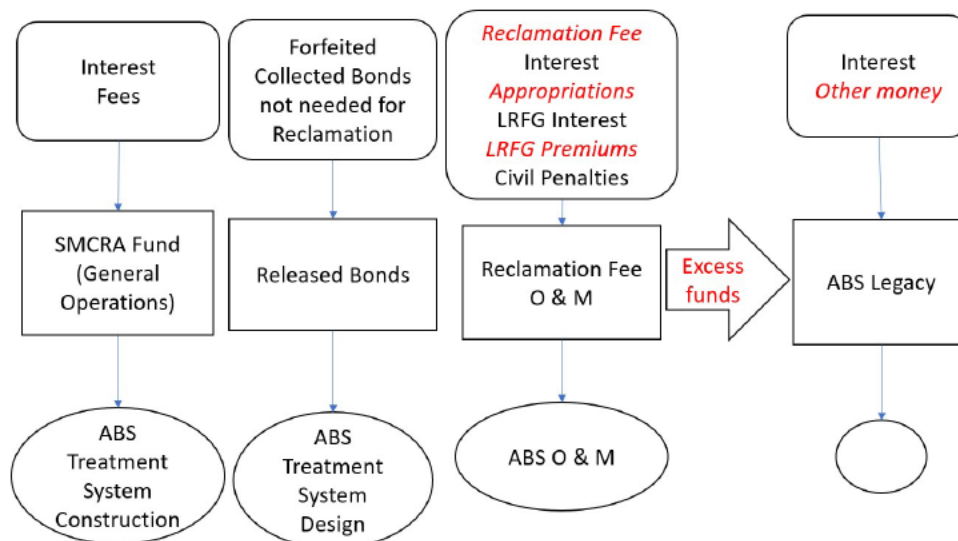 Interest
Fees
Forfeited
Collected Bonds
not needed for
Reclamation
Reclamation Fee
Interest
Appropriations
LRFG Interest
LRFG Premiums
Civil Penalties
Interest
Other money
SMCRA Fund
(General
Operations)
Released Bonds
Reclamation Fee
O & M
Excess
funds
ABS Legacy
ABS
Treatment
System
Construction
ABS
Treatment
System
Design
ABS O & M